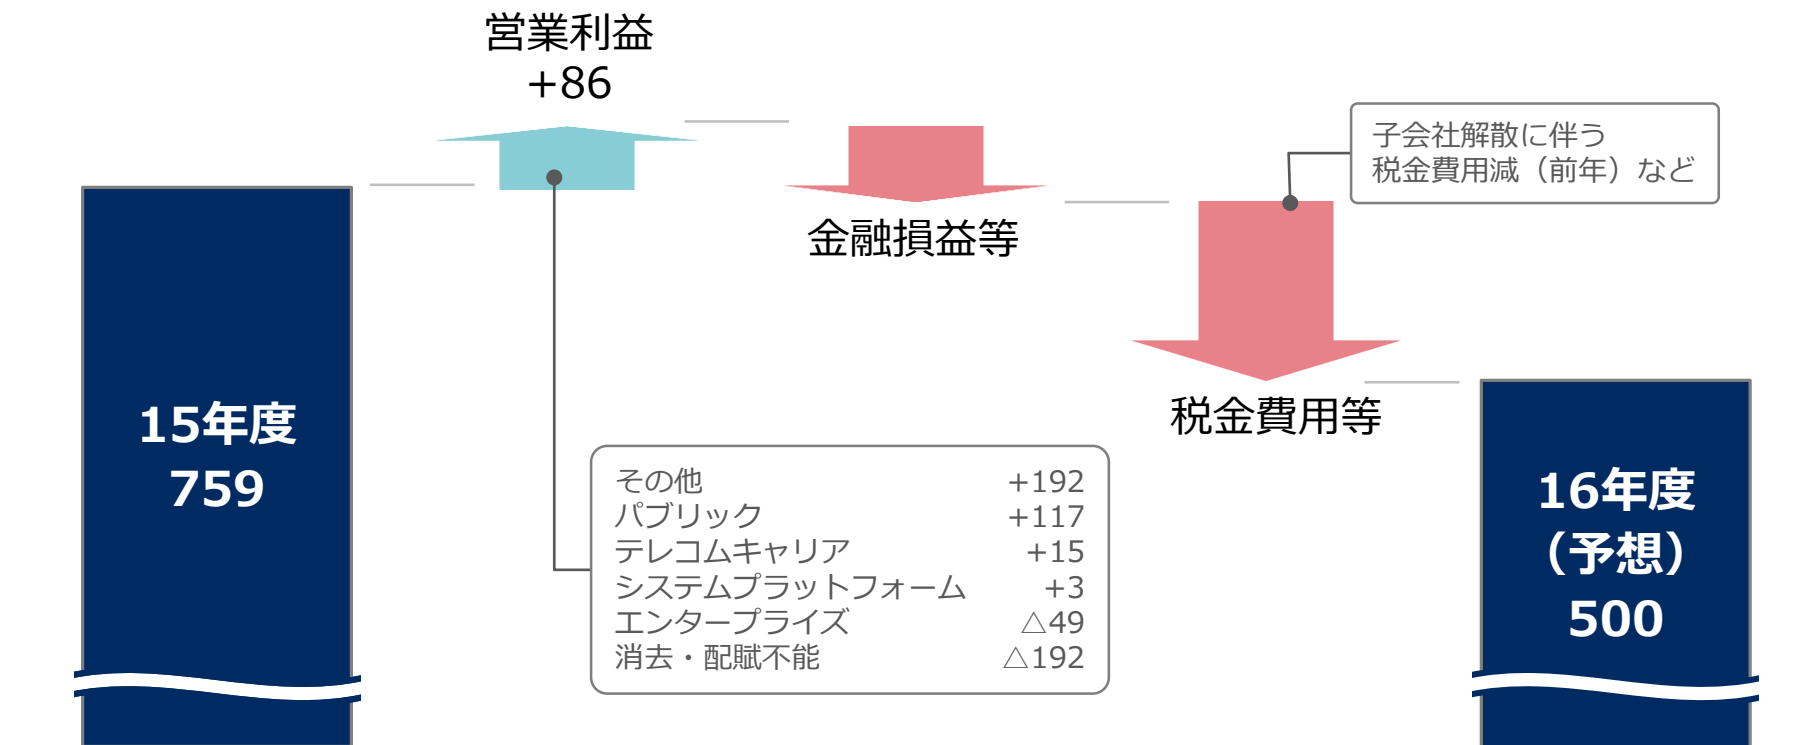 営業利益
+86
子会社解散に伴う
税金費用減（前年）など
金融損益等
税金費用等
15年度
759
その他 +192
パブリック +117
テレコムキャリア +15
システムプラットフォーム +3
エンタープライズ △49
消去・配賦不能 △192
16年度
（予想）
500